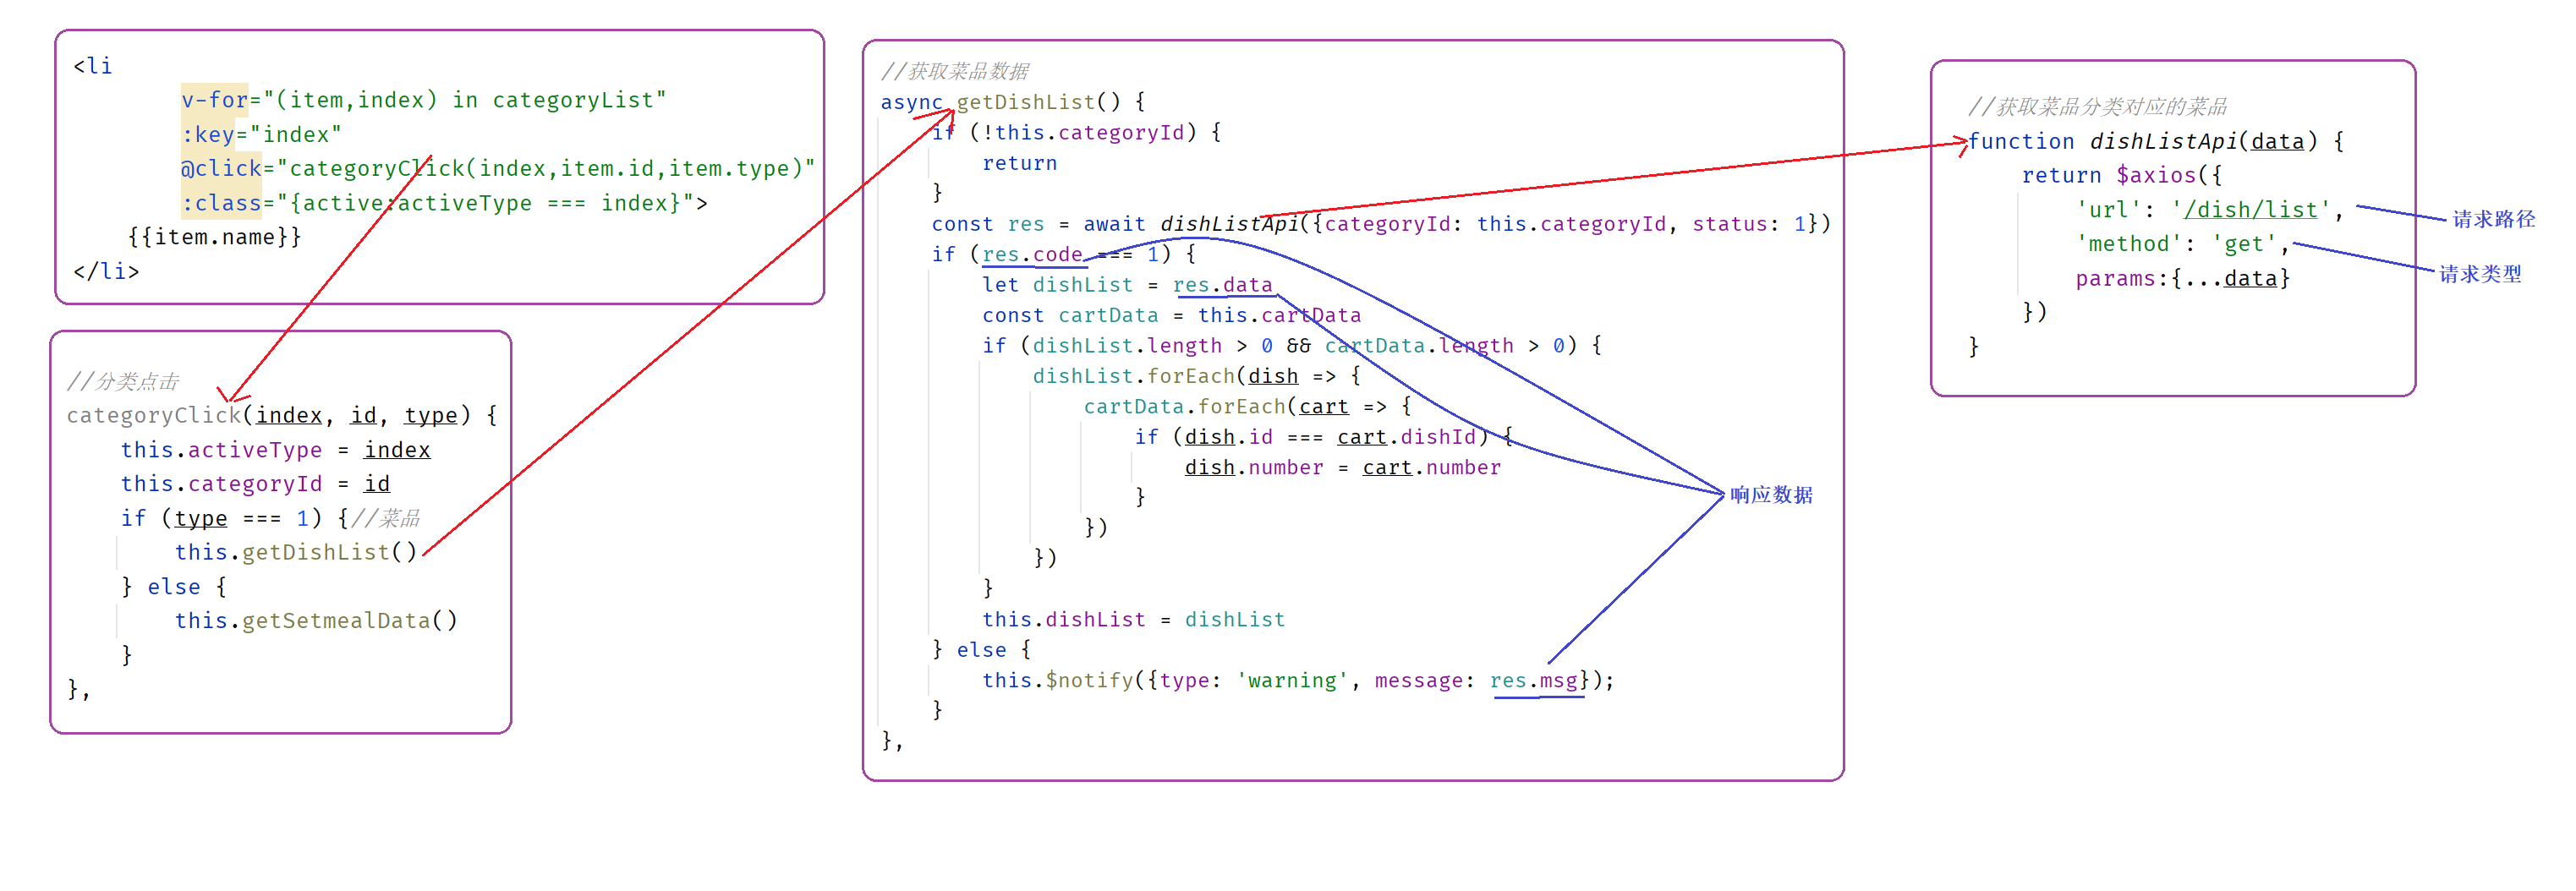 <li
v-for="(item,index) in categoryList"
:key="index"
@click="categoryClick(index,item.id,item.type)"
:class="{active:activeType === index}">
{{item.name}}
</li>
//分类点击
categoryClick(index, id, type) {
this.activeType = index
this.categoryId = id
if (type === 1) {//菜品
this.getDishList()
} else {
this.getSetmealData()
}
},
//获取菜品数据
async getDishList() {
if (!this.categoryId) {
return
}
const res = await dishListApi({categoryId: this.categoryId, status: 1})
if (res.code === 1) {
let dishList = res.data
const cartData = this.cartData
if (dishList.length > 0 && cartData.length > 0) {
dishList.forEach(dish => {
cartData.forEach(cart => {
if (dish.id === cart.dishId) {
dish.number = cart.number
}
})
})
}
this.dishList = dishList
} else {
this.$notify({type: 'warning', message: res.msg});
}
},
响应数据
//获取菜品分类对应的菜品
function dishListApi(data) {
return $axios({
'url': '/dish/list',
'method': 'get',
params:{...data}
})
}
请求路径
请求类型